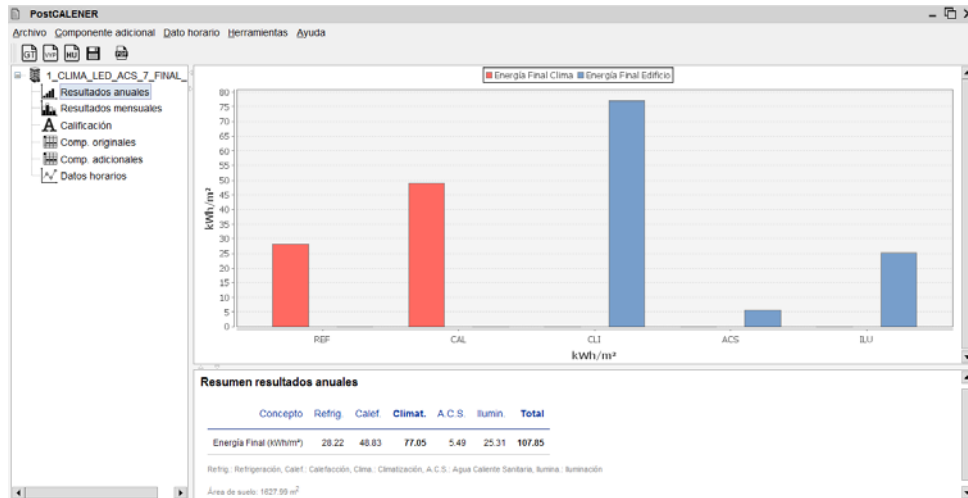 PostCALENER
Archivo Componente adicional Dato horario Herramientas Ayuda
GT VYP HU
1_CLIMA_LED_ACS_7_FINAL_
Resultados anuales
Resultados mensuales
Calificación
Comp. originales
Comp. adicionales
Datos horarios
Energía Final Clima Energía Final Edificio
80
75
70
65
60
55
50
45
40
35
30
25
20
15
10
5
0
kWh/m²
REF CAL CLI ACS ILU
kWh/m²
Resumen resultados anuales
Concepto Refrig. Calef. Climat. A.C.S. Ilumin. Total
Energía Final (kWh/m²) 28.22 48.83 77.05 5.49 25.31 107.85
Refrig.: Refrigeración, Calef.: Calefacción, Clima.: Climatización, A.C.S.: Agua Caliente Sanitaria, Ilumina.: Iluminación
Área de suelo: 1627.99 m²